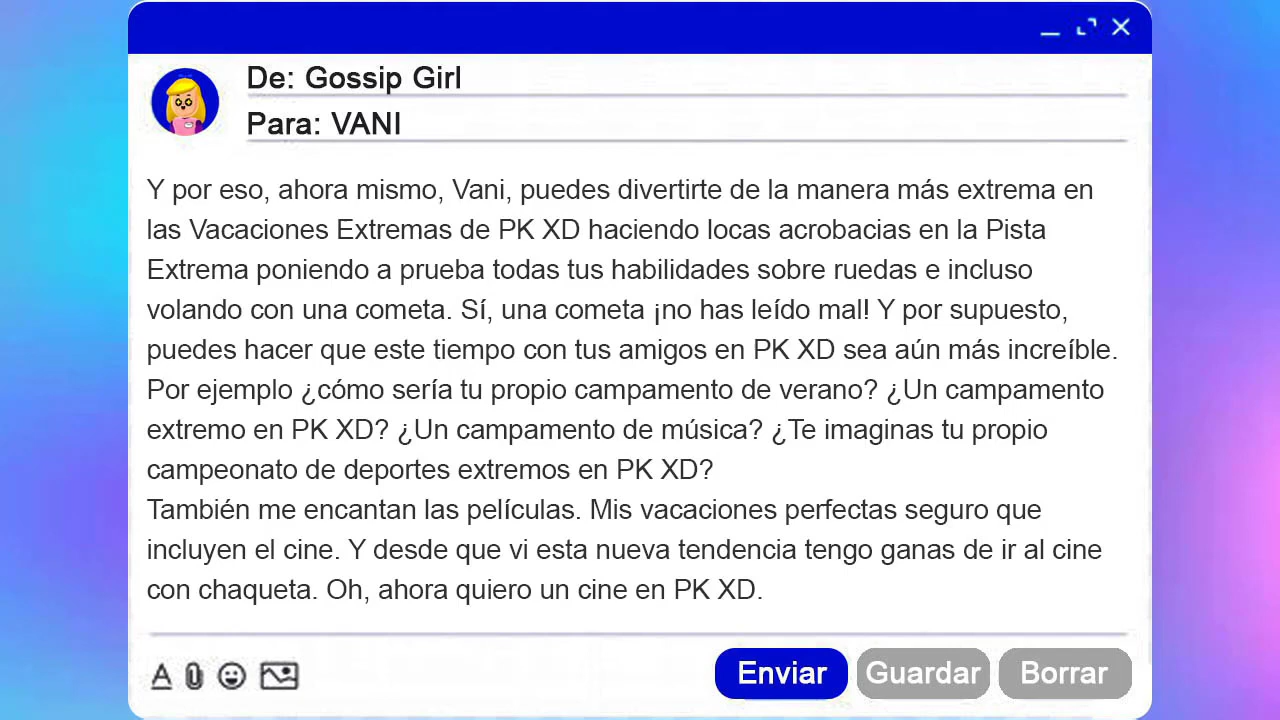 De: Gossip Girl
Para: VANI
Y por eso, ahora mismo, Vani, puedes divertirte de la manera más extrema en
las Vacaciones Extremas de PK XD haciendo locas acrobacias en la Pista
Extrema poniendo a prueba todas tus habilidades sobre ruedas e incluso
volando con una cometa. Sí, una cometa ¡no has leído mal! Y por supuesto,
puedes hacer que este tiempo con tus amigos en PK XD sea aún más increíble.
Por ejemplo ¿cómo sería tu propio campamento de verano? ¿Un campamento
extremo en PK XD? ¿Un campamento de música? ¿Te imaginas tu propio
campeonato de deportes extremos en PK XD?
También me encantan las películas. Mis vacaciones perfectas seguro que
incluyen el cine. Y desde que vi esta nueva tendencia tengo ganas de ir al cine
con chaqueta. Oh, ahora quiero un cine en PK XD.
Enviar Guardar Borrar